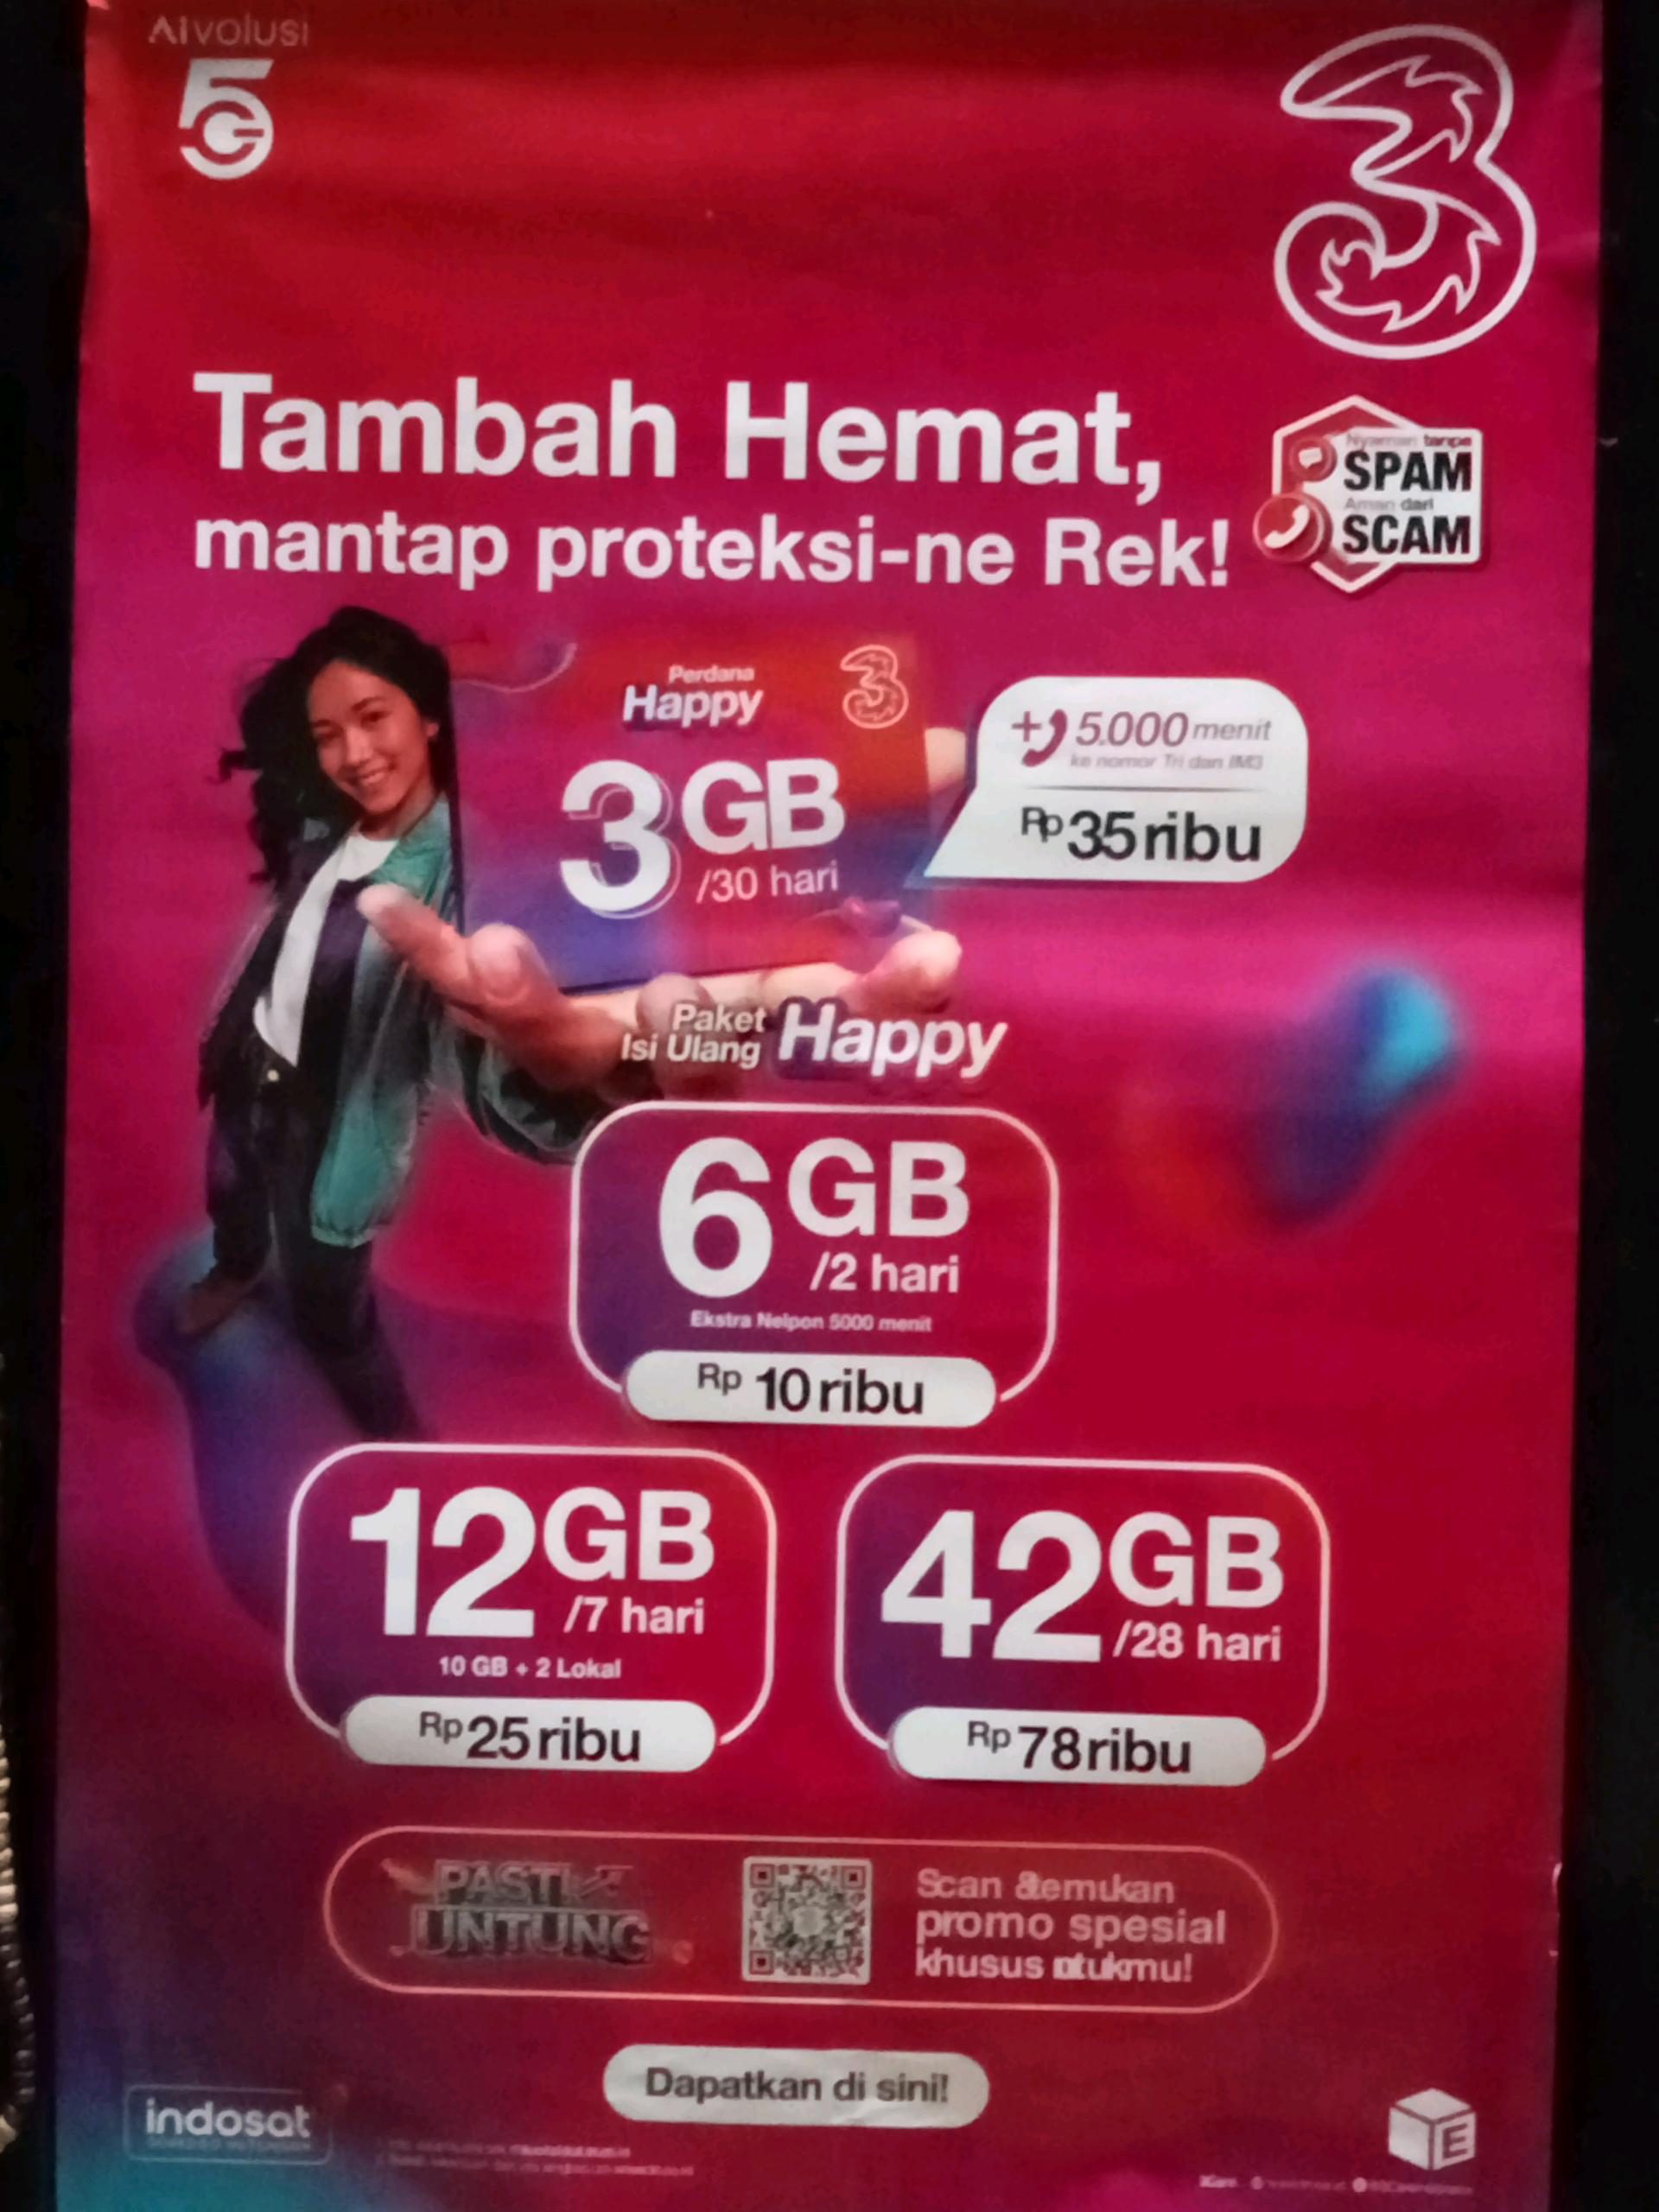 AIVOLUSI
5G
3
Tambah Hemat,
mantap proteksi-ne Rek!
Nyaman tanpa
SPAM
Aman dari
SCAM
Perdana
Happy
3
3GB
/30 hari
+ 5.000 menit
ke nomor Tri dan IM3
Rp35ribu
Paket
Isi Ulang
Happy
6GB
/2 hari
Ekstra Nelpon 5000 menit
Rp 10 ribu
12GB
/7 hari
10 GB + 2 Lokal
Rp25ribu
42GB
/28 hari
Rp78ribu
PASTI
UNTUNG
Scan & temukan
promo spesial
khusus untukmu!
Dapatkan di sini!
indosat
E